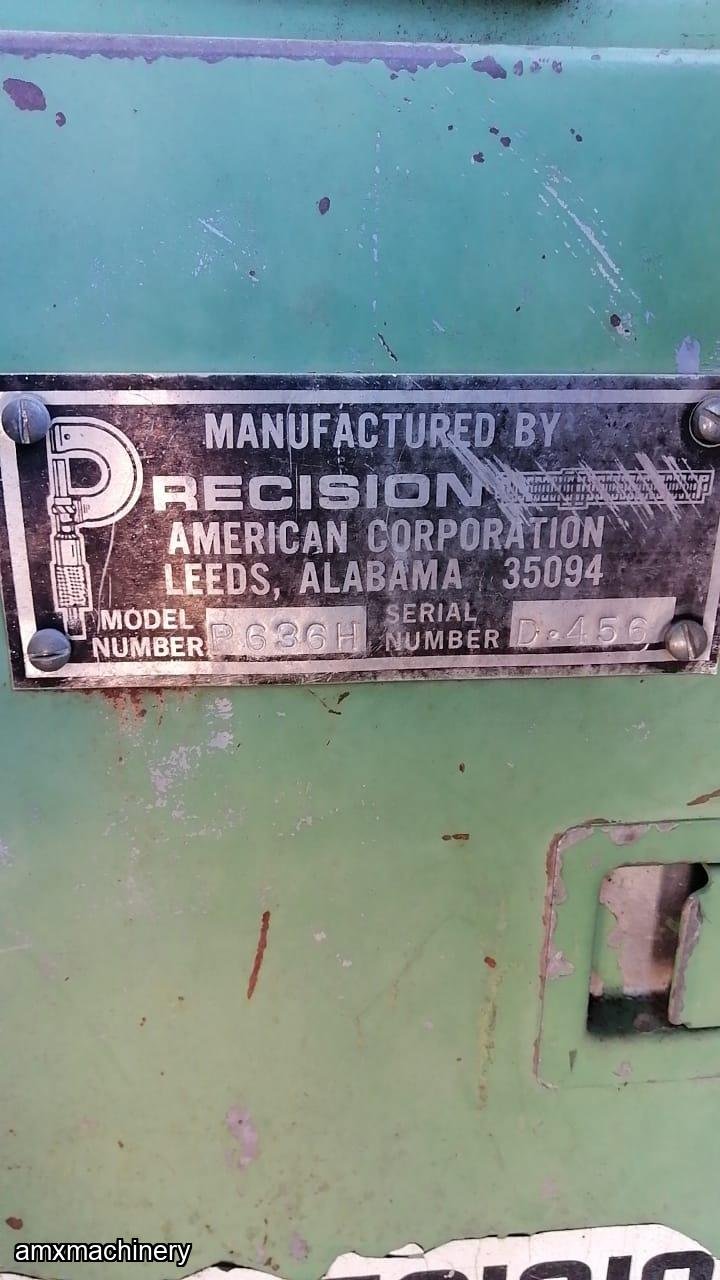 MANUFACTURED BY
PRECISION
AMERICAN CORPORATION
LEEDS, ALABAMA 35094
MODEL NUMBER P636H SERIAL NUMBER D-456
amxmachinery